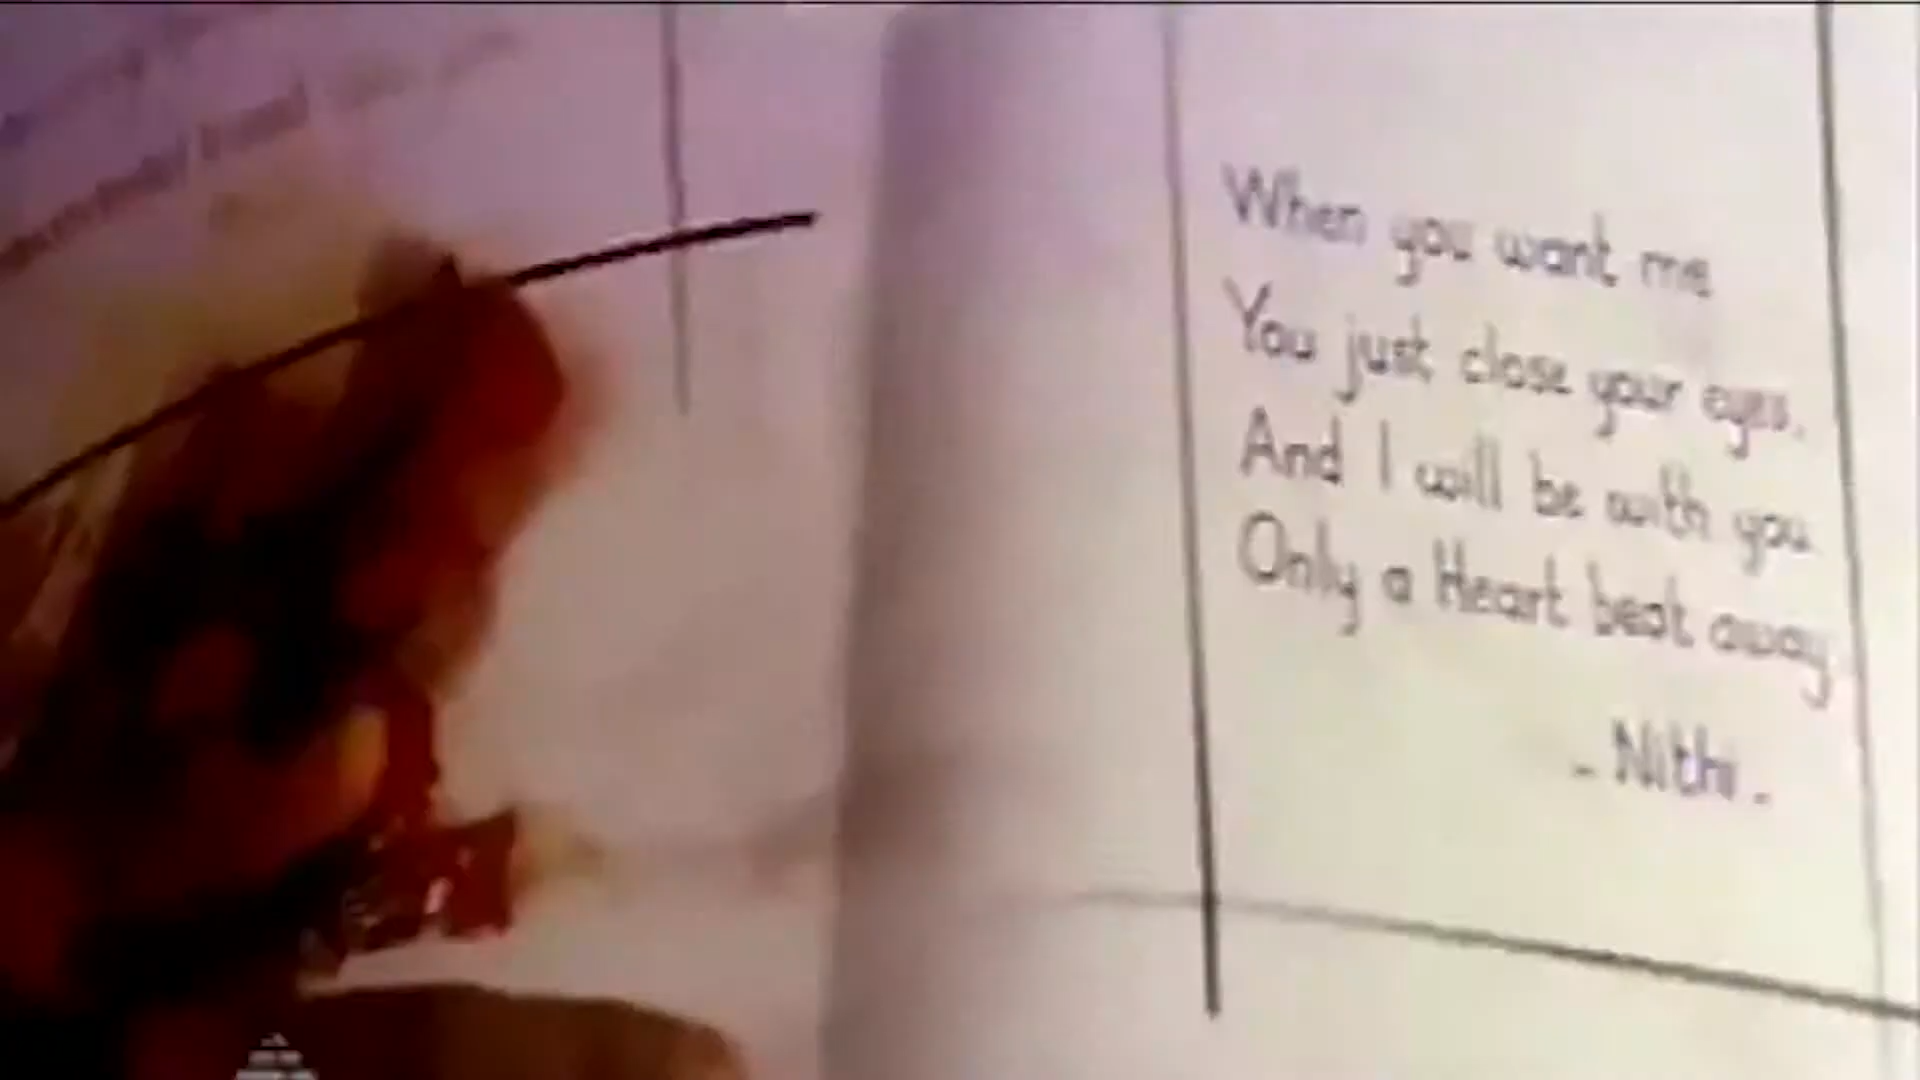 When you want me
You just close your eyes.
And I will be with you
Only a Heart beat away
- Nithi -